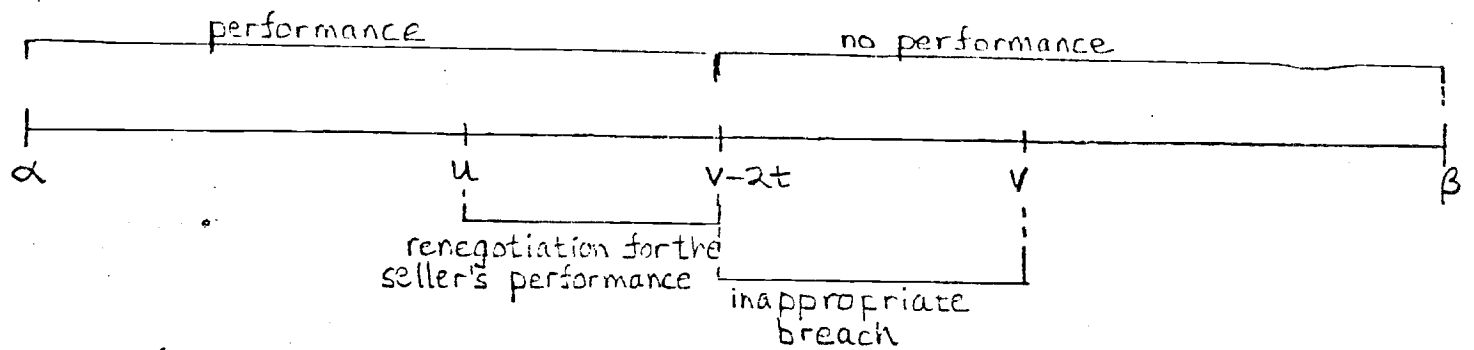 performance
no performance
α u v-2t v β
renegotiation for the
seller's performance
inappropriate
breach